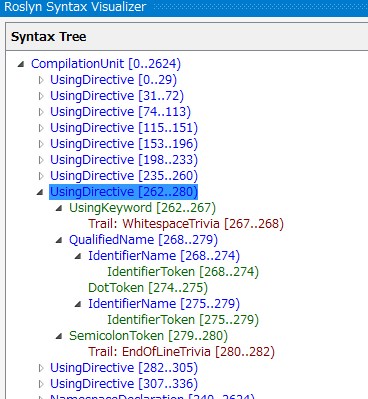 Roslyn Syntax Visualizer
Syntax Tree
CompilationUnit [0..2624)
UsingDirective [0..29)
UsingDirective [31..72)
UsingDirective [74..113)
UsingDirective [115..151)
UsingDirective [153..196)
UsingDirective [198..233)
UsingDirective [235..260)
UsingDirective [262..280)
UsingKeyword [262..267)
Trail: WhitespaceTrivia [267..268)
QualifiedName [268..279)
IdentifierName [268..274)
IdentifierToken [268..274)
DotToken [274..275)
IdentifierName [275..279)
IdentifierToken [275..279)
SemicolonToken [279..280)
Trail: EndOfLineTrivia [280..282)
UsingDirective [282..305)
UsingDirective [307..336)
NamespaceDeclaration [340..2624)